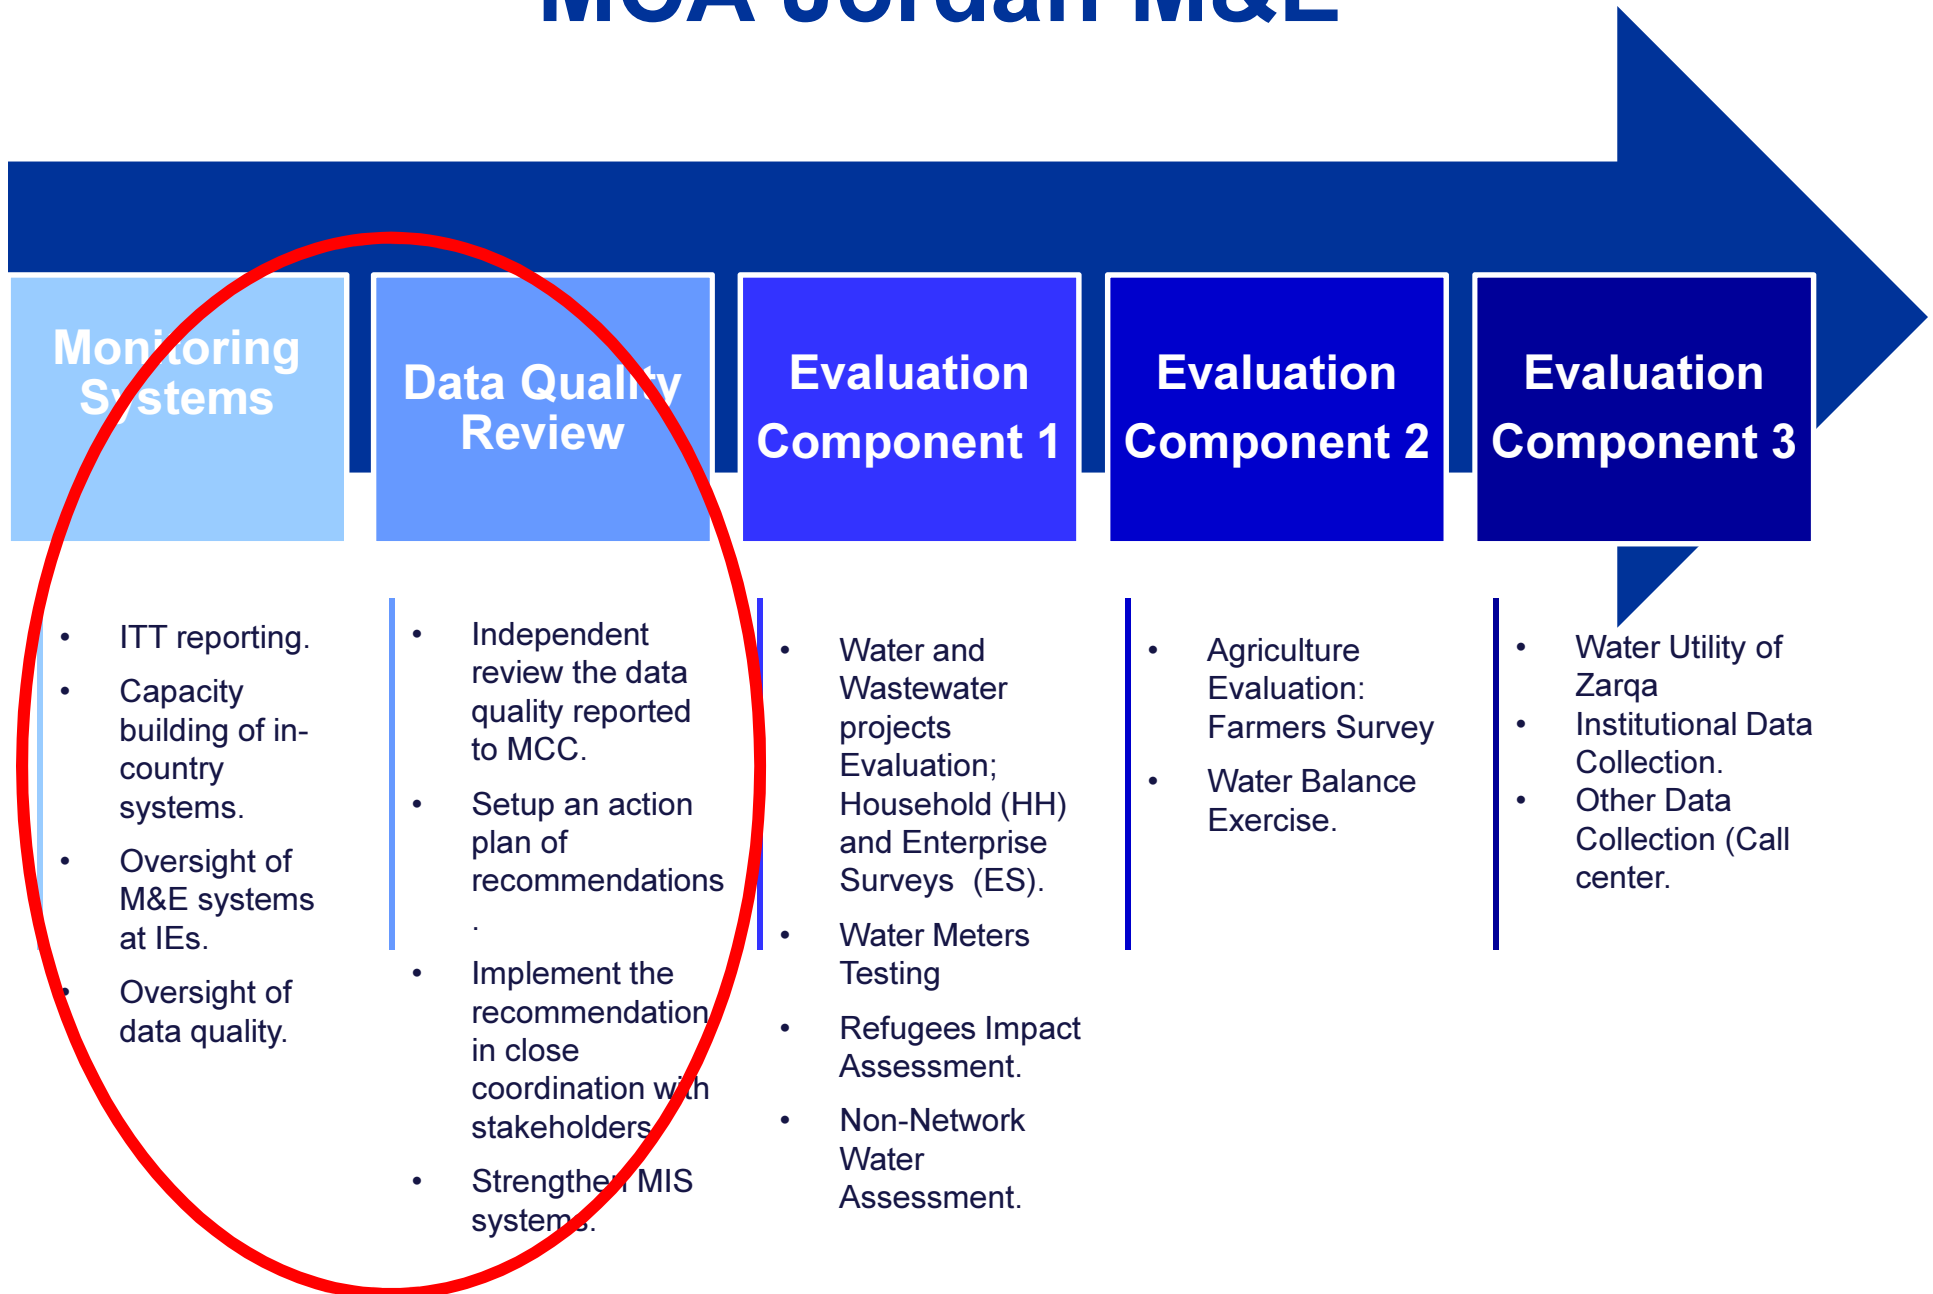 MCA Jordan M&E
Monitoring
Systems
Data Quality
Review
Evaluation
Component 1
Evaluation
Component 2
Evaluation
Component 3
• ITT reporting.
• Capacity
building of in-
country
systems.
• Oversight of
M&E systems
at IEs.
• Oversight of
data quality.
• Independent
review the data
quality reported
to MCC.
• Setup an action
plan of
recommendations
.
• Implement the
recommendation
in close
coordination with
stakeholders
• Strengthen MIS
systems.
• Water and
Wastewater
projects
Evaluation;
Household (HH)
and Enterprise
Surveys (ES).
• Water Meters
Testing
• Refugees Impact
Assessment.
• Non-Network
Water
Assessment.
• Agriculture
Evaluation:
Farmers Survey
• Water Balance
Exercise.
• Water Utility of
Zarqa
• Institutional Data
Collection.
• Other Data
Collection (Call
center.